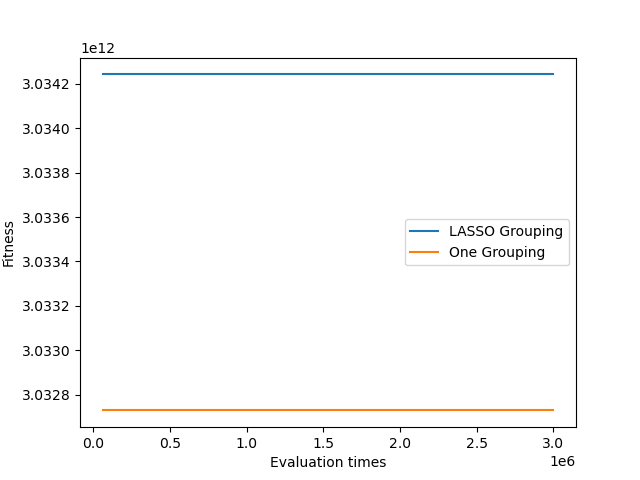 1e12
3.0342
3.0340
3.0338
3.0336
3.0334
3.0332
3.0330
3.0328
Fitness
LASSO Grouping
One Grouping
0.0 0.5 1.0 1.5 2.0 2.5 3.0
Evaluation times
1e6